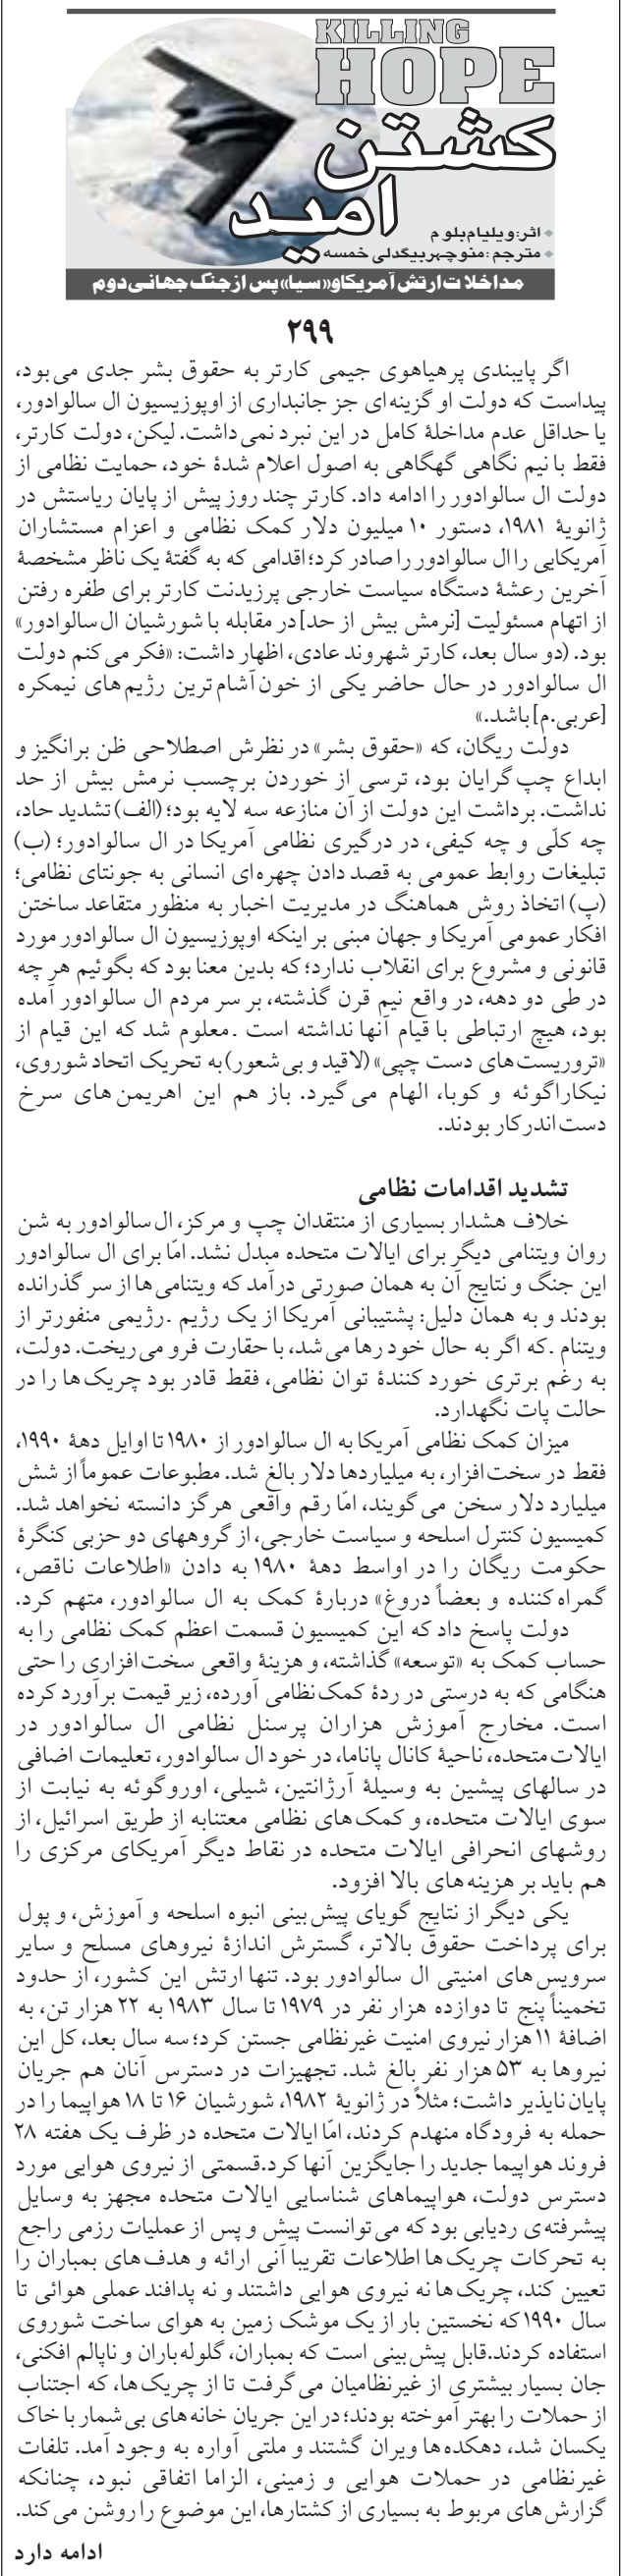 KILLING
HOPE
کشتن
امید
اثر:ویلیام بلوم
مترجم :منوچهربیگدلی خمسه
مداخلات ارتش آمریکاو«سیا»پس ازجنگ جهانی دوم
۲۹۹
اگر پایبندی پرهیاهوی جیمی کارتر به حقوق بشر جدی می‌بود،
پیداست که دولت او گزینه‌ای جز جانبداری از اوپوزیسیون ال سالوادور،
یا حداقل عدم مداخلهٔ کامل در این نبرد نمی‌داشت. لیکن، دولت کارتر،
فقط با نیم نگاهی گهگاهی به اصول اعلام شدهٔ خود، حمایت نظامی از
دولت ال سالوادور را ادامه داد. کارتر چند روز پیش از پایان ریاستش در
ژانویهٔ ۱۹۸۱، دستور ۱۰ میلیون دلار کمک نظامی و اعزام مستشاران
آمریکایی را ال سالوادور را صادر کرد؛ اقدامی که به گفتهٔ یک ناظر مشخصهٔ
آخرین رعشهٔ دستگاه سیاست خارجی پرزیدنت کارتر برای طفره رفتن
از اتهام مسئولیت [نرمش بیش از حد] در مقابله با شورشیان ال سالوادور»
بود. (دو سال بعد، کارتر شهروند عادی، اظهار داشت: «فکر می‌کنم دولت
ال سالوادور در حال حاضر یکی از خون‌آشام‌ترین رژیم‌های نیمکره
[عربی.م] باشد.»
دولت ریگان، که «حقوق بشر» در نظرش اصطلاحی ظن برانگیز و
ابداع چپ‌گرایان بود، ترسی از خوردن برچسب نرمش بیش از حد
نداشت. برداشت این دولت از آن منازعه سه لایه بود؛ (الف) تشدید حاد،
چه کلّی و چه کیفی، در درگیری نظامی آمریکا در ال سالوادور؛ (ب)
تبلیغات روابط عمومی به قصد دادن چهره‌ای انسانی به جونتای نظامی؛
(پ) اتخاذ روش هماهنگ در مدیریت اخبار به منظور متقاعد ساختن
افکار عمومی آمریکا و جهان مبنی بر اینکه اوپوزیسیون ال سالوادور مورد
قانونی و مشروع برای انقلاب ندارد؛ که بدین معنا بود که بگوئیم هر چه
در طی دو دهه، در واقع نیم قرن گذشته، بر سر مردم ال سالوادور آمده
بود، هیچ ارتباطی با قیام آنها نداشته است ـ معلوم شد که این قیام از
«تروریست‌های دست چپی» (لاقید و بی‌شعور) به تحریک اتحاد شوروی،
نیکاراگوئه و کوبا، الهام می‌گیرد. باز هم این اهریمن‌های سرخ
دست‌اندرکار بودند.
تشدید اقدامات نظامی
خلاف هشدار بسیاری از منتقدان چپ و مرکز، ال سالوادور به شن
روان ویتنامی دیگر برای ایالات متحده مبدل نشد. امّا برای ال سالوادور
این جنگ و نتایج آن به همان صورتی درآمد که ویتنامی‌ها از سر گذرانده
بودند و به همان دلیل: پشتیبانی آمریکا از یک رژیم ـ رژیمی منفورتر از
ویتنام ـ که اگر به حال خود رها می‌شد، با حقارت فرو می‌ریخت. دولت،
به رغم برتری خورد کنندهٔ توان نظامی، فقط قادر بود چریک‌ها را در
حالت پات نگهدارد.
میزان کمک نظامی آمریکا به ال سالوادور از ۱۹۸۰ تا اوایل دههٔ ۱۹۹۰،
فقط در سخت‌افزار، به میلیاردها دلار بالغ شد. مطبوعات عموماً از شش
میلیارد دلار سخن می‌گویند، امّا رقم واقعی هرگز دانسته نخواهد شد.
کمیسیون کنترل اسلحه و سیاست خارجی، از گروههای دو حزبی کنگرهٔ
حکومت ریگان را در اواسط دههٔ ۱۹۸۰ به دادن «اطلاعات ناقص،
گمراه‌کننده و بعضاً دروغ» دربارهٔ کمک به ال سالوادور، متهم کرد.
دولت پاسخ داد که این کمیسیون قسمت اعظم کمک نظامی را به
حساب کمک به «توسعه» گذاشته، و هزینهٔ واقعی سخت‌افزاری را حتی
هنگامی که به درستی در ردهٔ کمک نظامی آورده، زیر قیمت برآورد کرده
است. مخارج آموزش هزاران پرسنل نظامی ال سالوادور در
ایالات متحده، ناحیهٔ کانال پاناما، در خود ال سالوادور، تعلیمات اضافی
در سالهای پیشین به وسیلهٔ آرژانتین، شیلی، اوروگوئه به نیابت از
سوی ایالات متحده، و کمک‌های نظامی معتنابه از طریق اسرائیل، از
روشهای انحرافی ایالات متحده در نقاط دیگر آمریکای مرکزی را
هم باید بر هزینه‌های بالا افزود.
یکی دیگر از نتایج گویای پیش‌بینی انبوه اسلحه و آموزش، و پول
برای پرداخت حقوق بالاتر، گسترش اندازهٔ نیروهای مسلح و سایر
سرویس‌های امنیتی ال سالوادور بود. تنها ارتش این کشور، از حدود
تخمیناً پنج تا دوازده هزار نفر در ۱۹۷۹ تا سال ۱۹۸۳ به ۲۲ هزار تن، به
اضافهٔ ۱۱ هزار نیروی امنیت غیرنظامی جستن کرد؛ سه سال بعد، کل این
نیروها به ۵۳ هزار نفر بالغ شد. تجهیزات در دسترس آنان هم جریان
پایان‌ناپذیر داشت؛ مثلاً در ژانویهٔ ۱۹۸۲، شورشیان ۱۶ تا ۱۸ هواپیما را در
حمله به فرودگاه منهدم کردند، امّا ایالات متحده در ظرف یک هفته ۲۸
فروند هواپیما جدید را جایگزین آنها کرد. قسمتی از نیروی هوایی مورد
دسترس دولت، هواپیماهای شناسایی ایالات متحده مجهز به وسایل
پیشرفته‌ی ردیابی بود که می‌توانست پیش و پس از عملیات رزمی راجع
به تحرکات چریک‌ها اطلاعات تقریبا آنی ارائه و هدف‌های بمباران را
تعیین کند، چریک‌ها نه نیروی هوایی داشتند و نه پدافند عملی هوائی تا
سال ۱۹۹۰ که نخستین بار از یک موشک زمین به هوای ساخت شوروی
استفاده کردند. قابل پیش‌بینی است که بمباران، گلوله‌باران و ناپالم افکنی،
جان بسیار بیشتری از غیرنظامیان می‌گرفت تا از چریک‌ها، که اجتناب
از حملات را بهتر آموخته بودند؛ در این جریان خانه‌های بی‌شمار با خاک
یکسان شد، دهکده‌ها ویران گشتند و ملتی آواره به وجود آمد. تلفات
غیرنظامی در حملات هوایی و زمینی، الزاما اتفاقی نبود، چنانکه
گزارش‌های مربوط به بسیاری از کشتارها، این موضوع را روشن می‌کند.
ادامه دارد